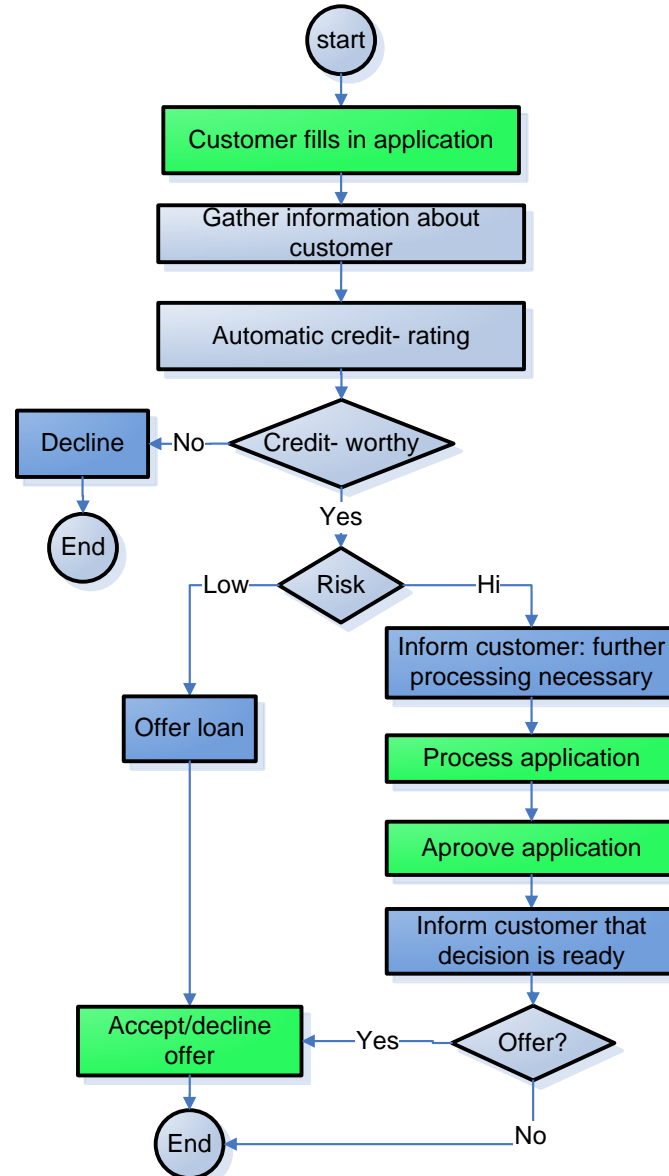 start
Customer fills in application
Gather information about
customer
Automatic credit- rating
Credit- worthy
No
Decline
End
Yes
Risk
Low
Hi
Inform customer: further
processing necessary
Offer loan
Process application
Aproove application
Inform customer that
decision is ready
Offer?
Yes
Accept/decline
offer
No
End